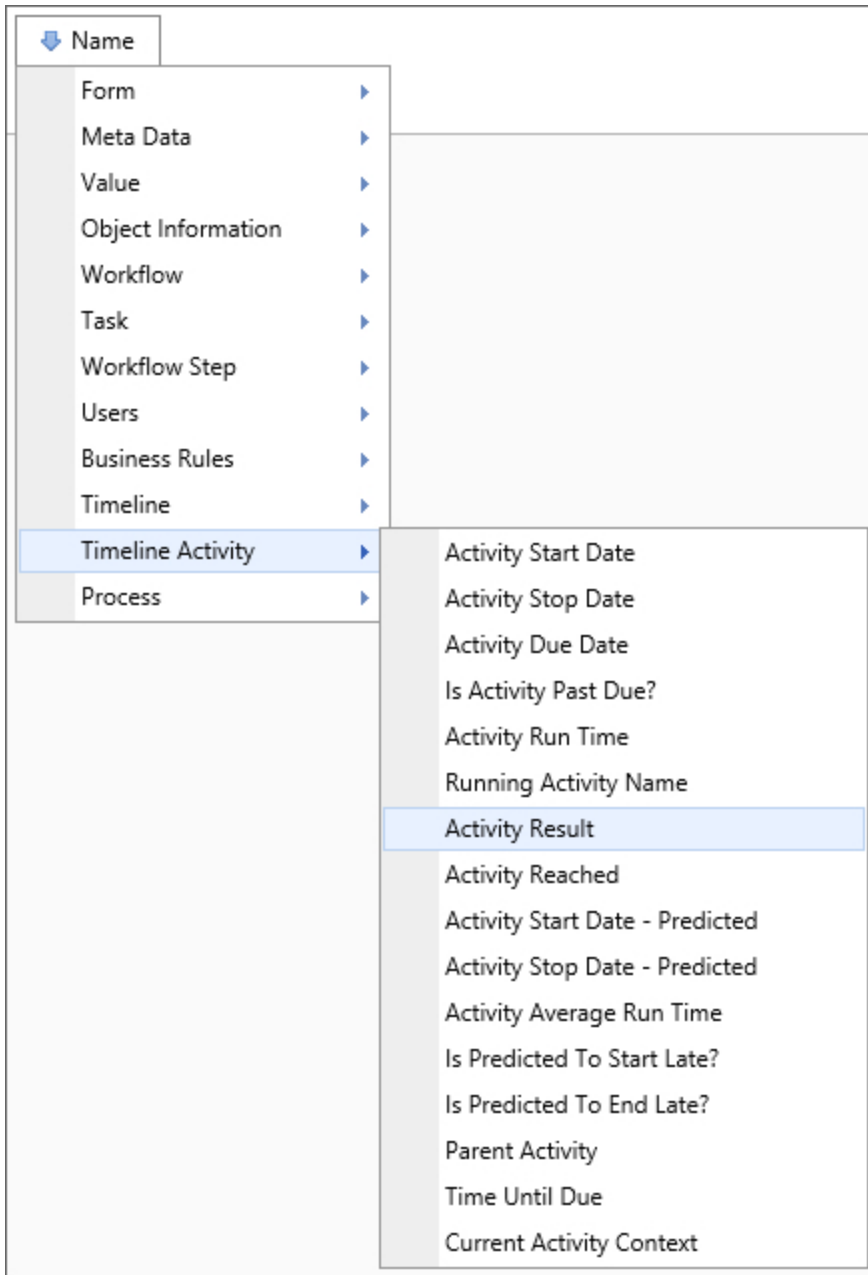 Name
Form
Meta Data
Value
Object Information
Workflow
Task
Workflow Step
Users
Business Rules
Timeline
Timeline Activity
Process
Activity Start Date
Activity Stop Date
Activity Due Date
Is Activity Past Due?
Activity Run Time
Running Activity Name
Activity Result
Activity Reached
Activity Start Date - Predicted
Activity Stop Date - Predicted
Activity Average Run Time
Is Predicted To Start Late?
Is Predicted To End Late?
Parent Activity
Time Until Due
Current Activity Context